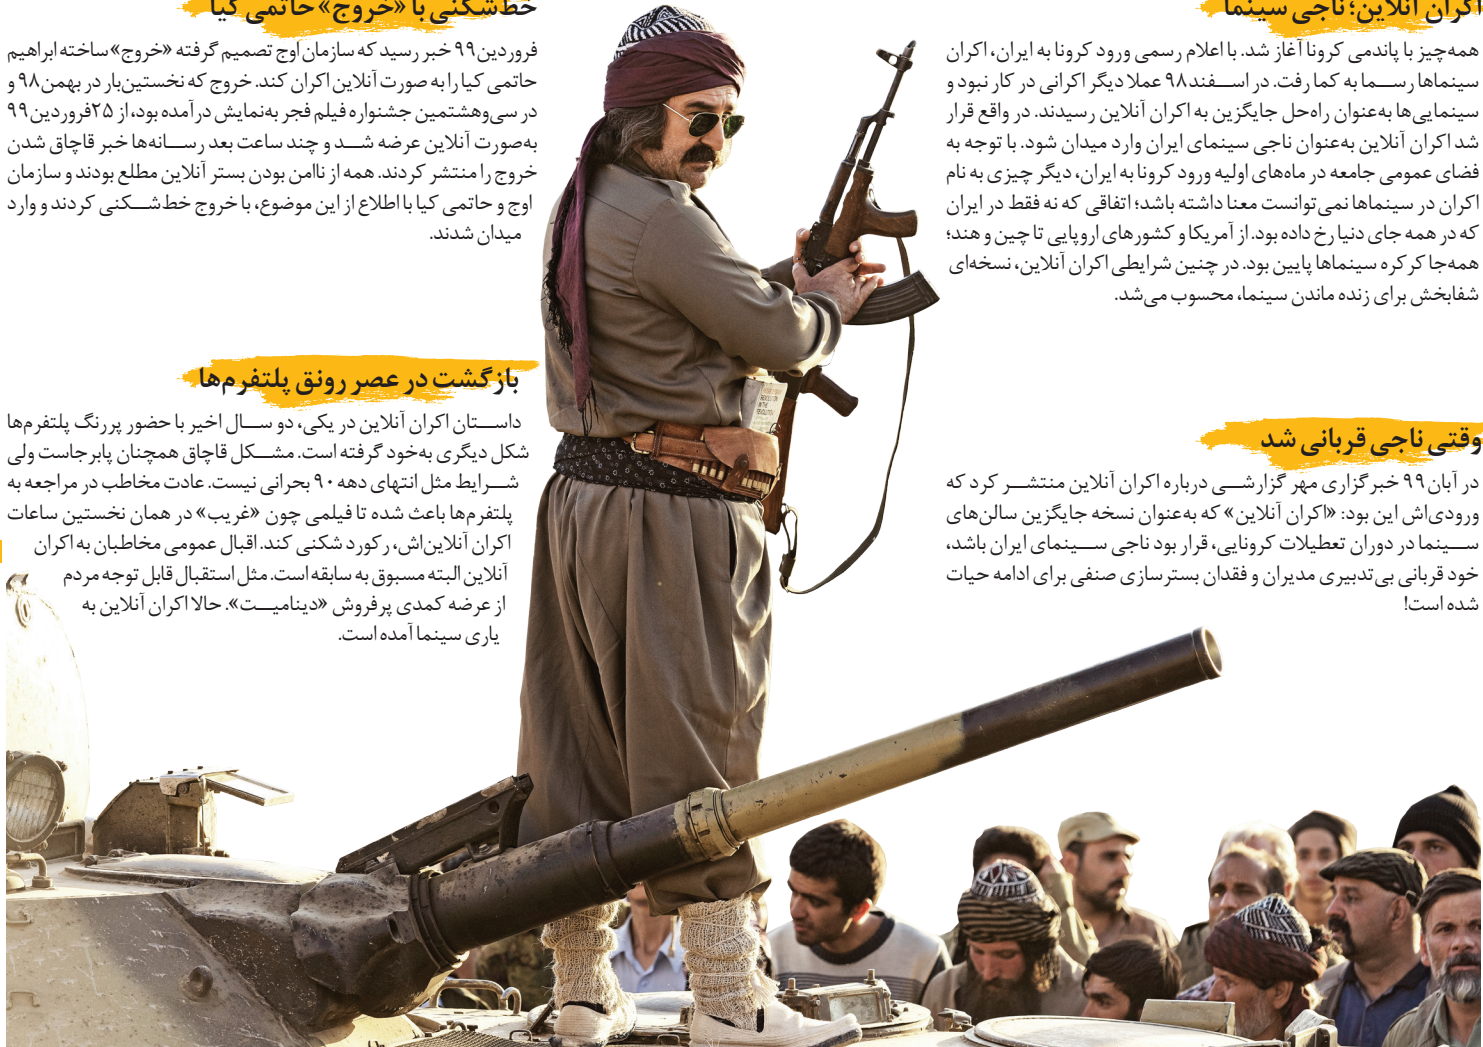 اکران آنلاین؛ ناجی سینما
همه‌چیز با پاندمی کرونا آغاز شد. با اعلام رسمی ورود کرونا به ایران، اکران
سینماها رسما به کما رفت. در اسفند۹۸ عملا دیگر اکرانی در کار نبود و
سینمایی‌ها به‌عنوان راه‌حل جایگزین به اکران آنلاین رسیدند. در واقع قرار
شد اکران آنلاین به‌عنوان ناجی سینمای ایران وارد میدان شود. با توجه به
فضای عمومی جامعه در ماه‌های اولیه ورود کرونا به ایران، دیگر چیزی به نام
اکران در سینماها نمی‌توانست معنا داشته باشد؛ اتفاقی که نه فقط در ایران
که در همه جای دنیا رخ داده بود. از آمریکا و کشورهای اروپایی تا چین و هند؛
همه‌جا کرکره سینماها پایین بود. در چنین شرایطی اکران آنلاین، نسخه‌ای
شفابخش برای زنده ماندن سینما، محسوب می‌شد.
وقتی ناجی قربانی شد
در آبان ۹۹ خبرگزاری مهر گزارشی درباره اکران آنلاین منتشر کرد که
ورودی‌اش این بود: «اکران آنلاین» که به‌عنوان نسخه جایگزین سالن‌های
سینما در دوران تعطیلات کرونایی، قرار بود ناجی سینمای ایران باشد،
خود قربانی بی‌تدبیری مدیران و فقدان بسترسازی صنفی برای ادامه حیات
شده است!
خط‌شکنی با «خروج» حاتمی کیا
فروردین ۹۹ خبر رسید که سازمان اوج تصمیم گرفته «خروج» ساخته ابراهیم
حاتمی کیا را به صورت آنلاین اکران کند. خروج که نخستین‌بار در بهمن۹۸ و
در سی‌وهشتمین جشنواره فیلم فجر به‌نمایش درآمده بود، از ۲۵فروردین ۹۹
به‌صورت آنلاین عرضه شد و چند ساعت بعد رسانه‌ها خبر قاچاق شدن
خروج را منتشر کردند. همه از ناامن بودن بستر آنلاین مطلع بودند و سازمان
اوج و حاتمی کیا با اطلاع از این موضوع، با خروج خط‌شکنی کردند و وارد
میدان شدند.
بازگشت در عصر رونق پلتفرم‌ها
داستان اکران آنلاین در یکی، دو سال اخیر با حضور پررنگ پلتفرم‌ها
شکل دیگری به‌خود گرفته است. مشکل قاچاق همچنان پابرجاست ولی
شرایط مثل انتهای دهه ۹۰ بحرانی نیست. عادت مخاطب در مراجعه به
پلتفرم‌ها باعث شده تا فیلمی چون «غریب» در همان نخستین ساعات
اکران آنلاین‌اش، رکورد شکنی کند. اقبال عمومی مخاطبان به اکران
آنلاین البته مسبوق به سابقه است. مثل استقبال قابل توجه مردم
از عرضه کمدی پرفروش «دینامیت». حالا اکران آنلاین به
یاری سینما آمده است.